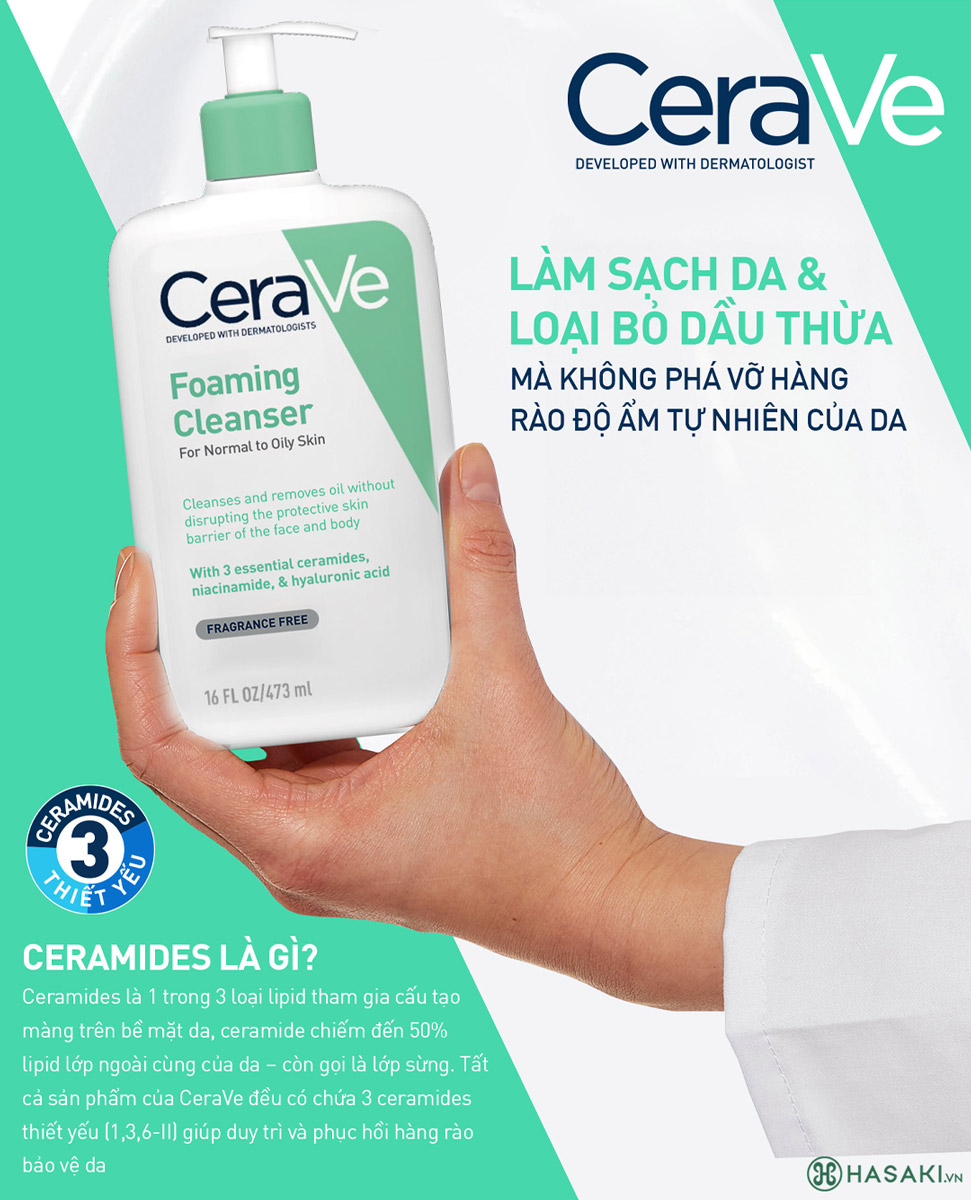 CeraVe
DEVELOPED WITH DERMATOLOGIST
LÀM SẠCH DA &
LOẠI BỎ DẦU THỪA
MÀ KHÔNG PHÁ VỠ HÀNG
RÀO ĐỘ ẨM TỰ NHIÊN CỦA DA
CeraVe
DEVELOPED WITH DERMATOLOGISTS
Foaming
Cleanser
For Normal to Oily Skin
Cleanses and removes oil without
disrupting the protective skin
barrier of the face and body
With 3 essential ceramides,
niacinamide, & hyaluronic acid
FRAGRANCE FREE
16 FL OZ/473 ml
CERAMIDES
3
THIẾT YẾU
CERAMIDES LÀ GÌ?
Ceramides là 1 trong 3 loại lipid tham gia cấu tạo
màng trên bề mặt da, ceramide chiếm đến 50%
lipid lớp ngoài cùng của da – còn gọi là lớp sừng. Tất
cả sản phẩm của CeraVe đều có chứa 3 ceramides
thiết yếu (1,3,6-II) giúp duy trì và phục hồi hàng rào
bảo vệ da
HASAKI.VN